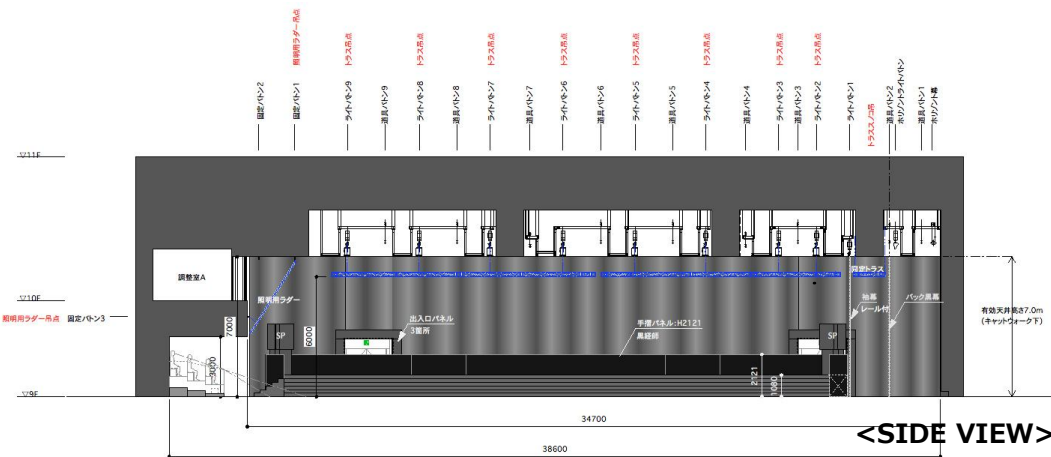 固定バトン2
照明用ラダー吊点
固定バトン1
トラス吊点
ライトバトン9
道具バトン9
トラス吊点
ライトバトン8
道具バトン8
トラス吊点
ライトバトン7
道具バトン7
トラス吊点
ライトバトン6
道具バトン6
トラス吊点
ライトバトン5
道具バトン5
トラス吊点
ライトバトン4
道具バトン4
トラス吊点
ライトバトン3
道具バトン3
トラス吊点
ライトバトン2
ライトバトン1
トラススノコ吊
道具バトン2
ホリゾントライトバトン
道具バトン1
ホリゾント幕
▽11F
調整室A
照明用ラダー
固定トラス
▽10F
照明用ラダー吊点 固定バトン3
7000
6000
3000
SP
出入口パネル
3箇所
手摺パネル:H2121
黒経師
SP
袖幕
レール付
バック黒幕
有効天井高さ7.0m
(キャットウォーク下)
2121
1080
▽9F
34700
38600
<SIDE VIEW>